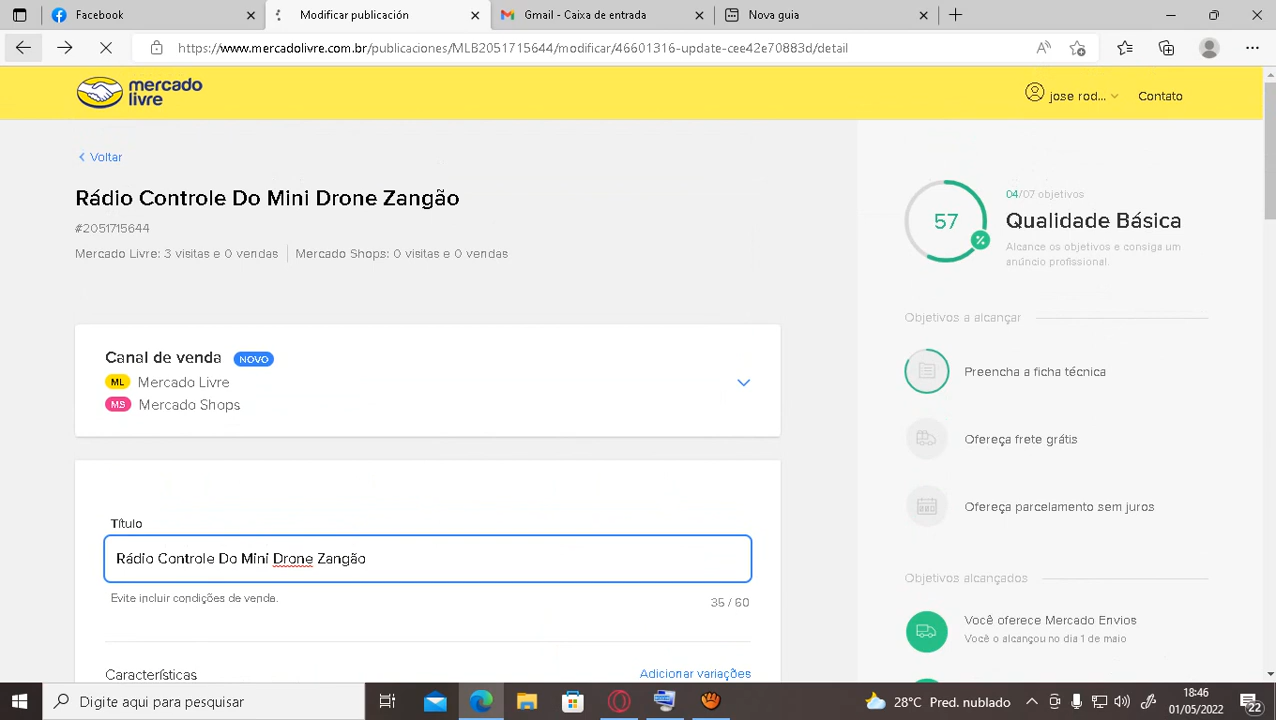 Facebook
Modificar publicación
Gmail - Caixa de entrada
Nova guia
https://www.mercadolivre.com.br/publicaciones/MLB2051715644/modificar/46601316-update-cee42e70883d/detail
mercado
livre
jose rod...
Contato
Voltar
Rádio Controle Do Mini Drone Zangão
#2051715644
Mercado Livre: 3 visitas e 0 vendas
Mercado Shops: 0 visitas e 0 vendas
Canal de venda NOVO
ML Mercado Livre
MS Mercado Shops
Título
Rádio Controle Do Mini Drone Zangão
Evite incluir condições de venda.
35 / 60
Características
Adicionar variações
57
04/07 objetivos
Qualidade Básica
Alcance os objetivos e consiga um
anúncio profissional.
Objetivos a alcançar
Preencha a ficha técnica
Ofereça frete grátis
Ofereça parcelamento sem juros
Objetivos alcançados
Você oferece Mercado Envios
Você o alcançou no dia 1 de maio
Digite aqui para pesquisar
28°C Pred. nublado
18:46
01/05/2022
22